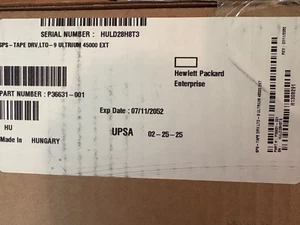 SERIAL NUMBER : HULD28H8T3
SPS-TAPE DRV,LTO-9 ULTRIUM 45000 EXT
Hewlett Packard
Enterprise
PART NUMBER : P36631-001
Exp Date : 07/11/2052
HU
UPSA 02-25-25
Made In HUNGARY